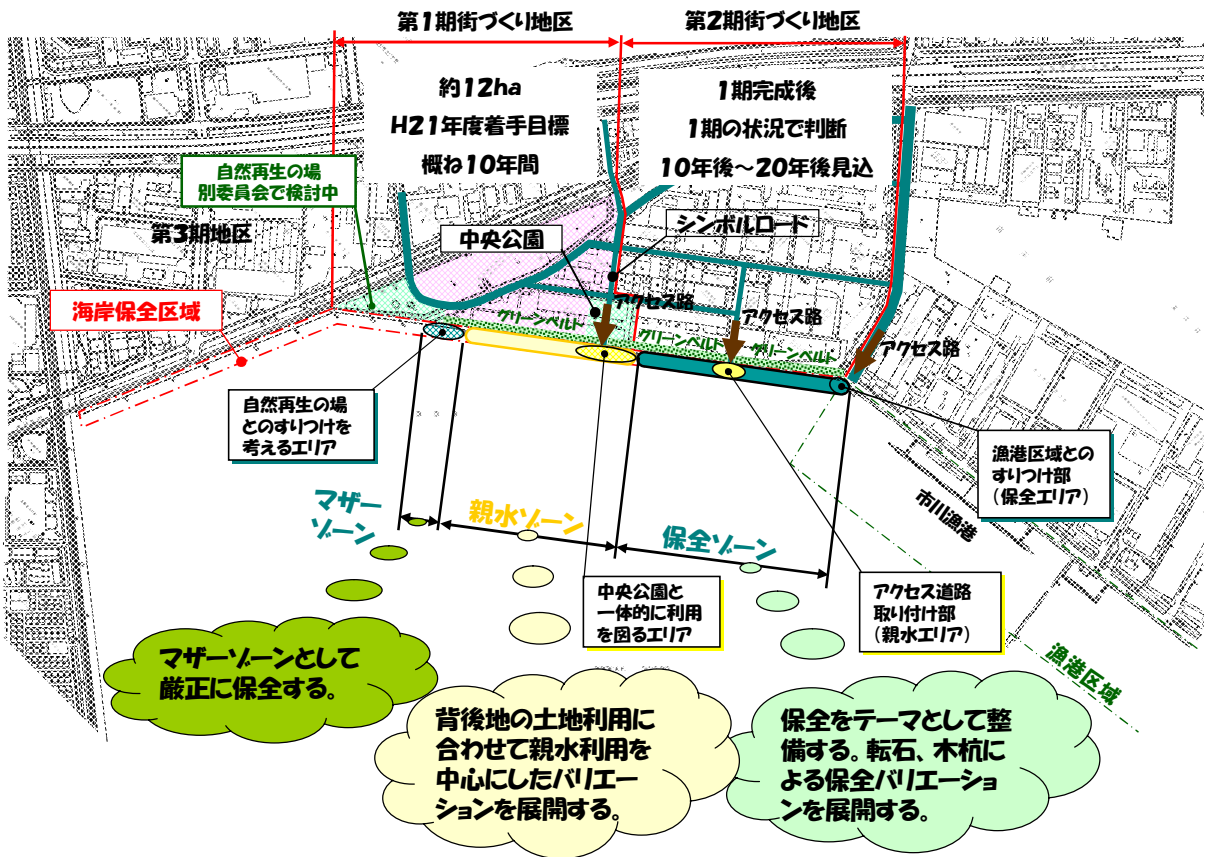 第1期街づくり地区
第2期街づくり地区
約12ha
H21年度着手目標
概ね10年間
1期完成後
1期の状況で判断
10年後～20年後見込
自然再生の場
別委員会で検討中
第3期地区
中央公園
シンボルロード
海岸保全区域
アクセス路
アクセス路
アクセス路
グリーンベルト
グリーンベルト
グリーンベルト
自然再生の場
とのすりつけを
考えるエリア
漁港区域との
すりつけ部
(保全エリア)
市川漁港
マザー
ゾーン
親水ゾーン
保全ゾーン
中央公園と
一体的に利用
を図るエリア
アクセス道路
取り付け部
(親水エリア)
漁港区域
マザーゾーンとして
厳正に保全する。
背後地の土地利用に
合わせて親水利用を
中心にしたバリエー
ションを展開する。
保全をテーマとして整
備する。転石、木杭に
よる保全バリエーショ
ンを展開する。